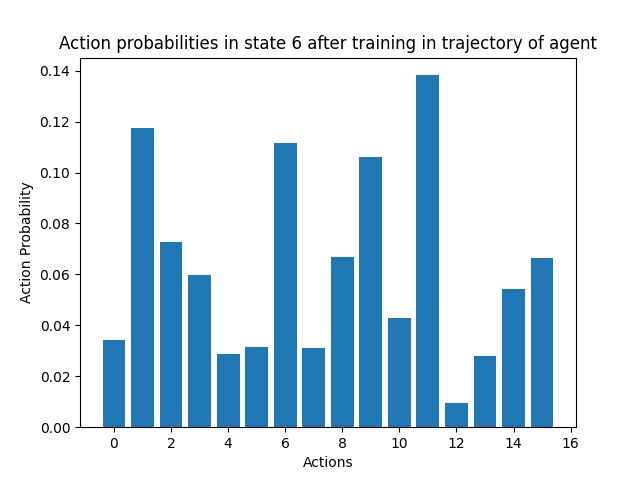 Action probabilities in state 6 after training in trajectory of agent
0.14
0.12
0.10
0.08
0.06
0.04
0.02
0.00
Action Probability
0 2 4 6 8 10 12 14 16
Actions